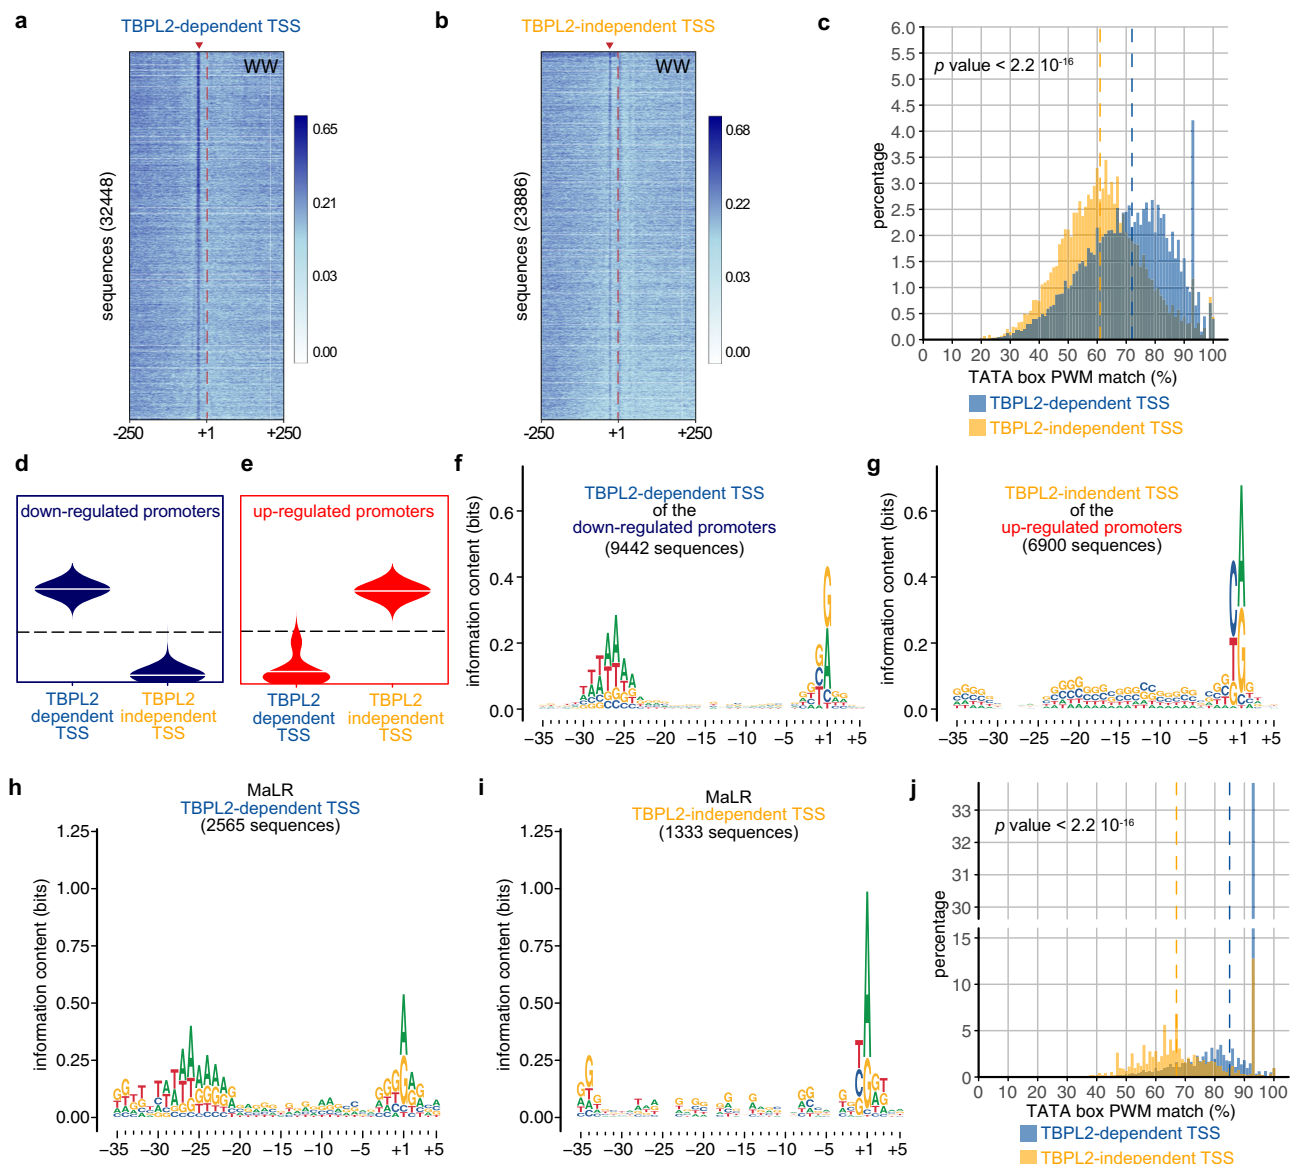 a
TBPL2-dependent TSS
WW
sequences (32448)
0.65
0.21
0.03
0.00
-250
+1
+250
b
TBPL2-independent TSS
WW
sequences (23886)
0.68
0.22
0.03
0.00
-250
+1
+250
c
p value < 2.2 10-16
percentage
6.0
5.5
5.0
4.5
4.0
3.5
3.0
2.5
2.0
1.5
1.0
0.5
0.0
0 10 20 30 40 50 60 70 80 90 100
TATA box PWM match (%)
TBPL2-dependent TSS
TBPL2-independent TSS
d
down-regulated promoters
TBPL2
dependent
TSS
TBPL2
independent
TSS
e
up-regulated promoters
TBPL2
dependent
TSS
TBPL2
independent
TSS
f
TBPL2-dependent TSS
of the
down-regulated promoters
(9442 sequences)
information content (bits)
0.6
0.4
0.2
0.0
−35 −30 −25 −20 −15 −10 −5 +1 +5
g
TBPL2-indendent TSS
of the
up-regulated promoters
(6900 sequences)
information content (bits)
0.6
0.4
0.2
0.0
−35 −30 −25 −20 −15 −10 −5 +1 +5
h
MaLR
TBPL2-dependent TSS
(2565 sequences)
information content (bits)
1.25
1.00
0.75
0.50
0.25
0.00
−35 −30 −25 −20 −15 −10 −5 +1 +5
i
MaLR
TBPL2-independent TSS
(1333 sequences)
information content (bits)
1.25
1.00
0.75
0.50
0.25
0.00
−35 −30 −25 −20 −15 −10 −5 +1 +5
j
p value < 2.2 10-16
percentage
33
32
31
30
15
10
5
0
0 10 20 30 40 50 60 70 80 90 100
TATA box PWM match (%)
TBPL2-dependent TSS
TBPL2-independent TSS